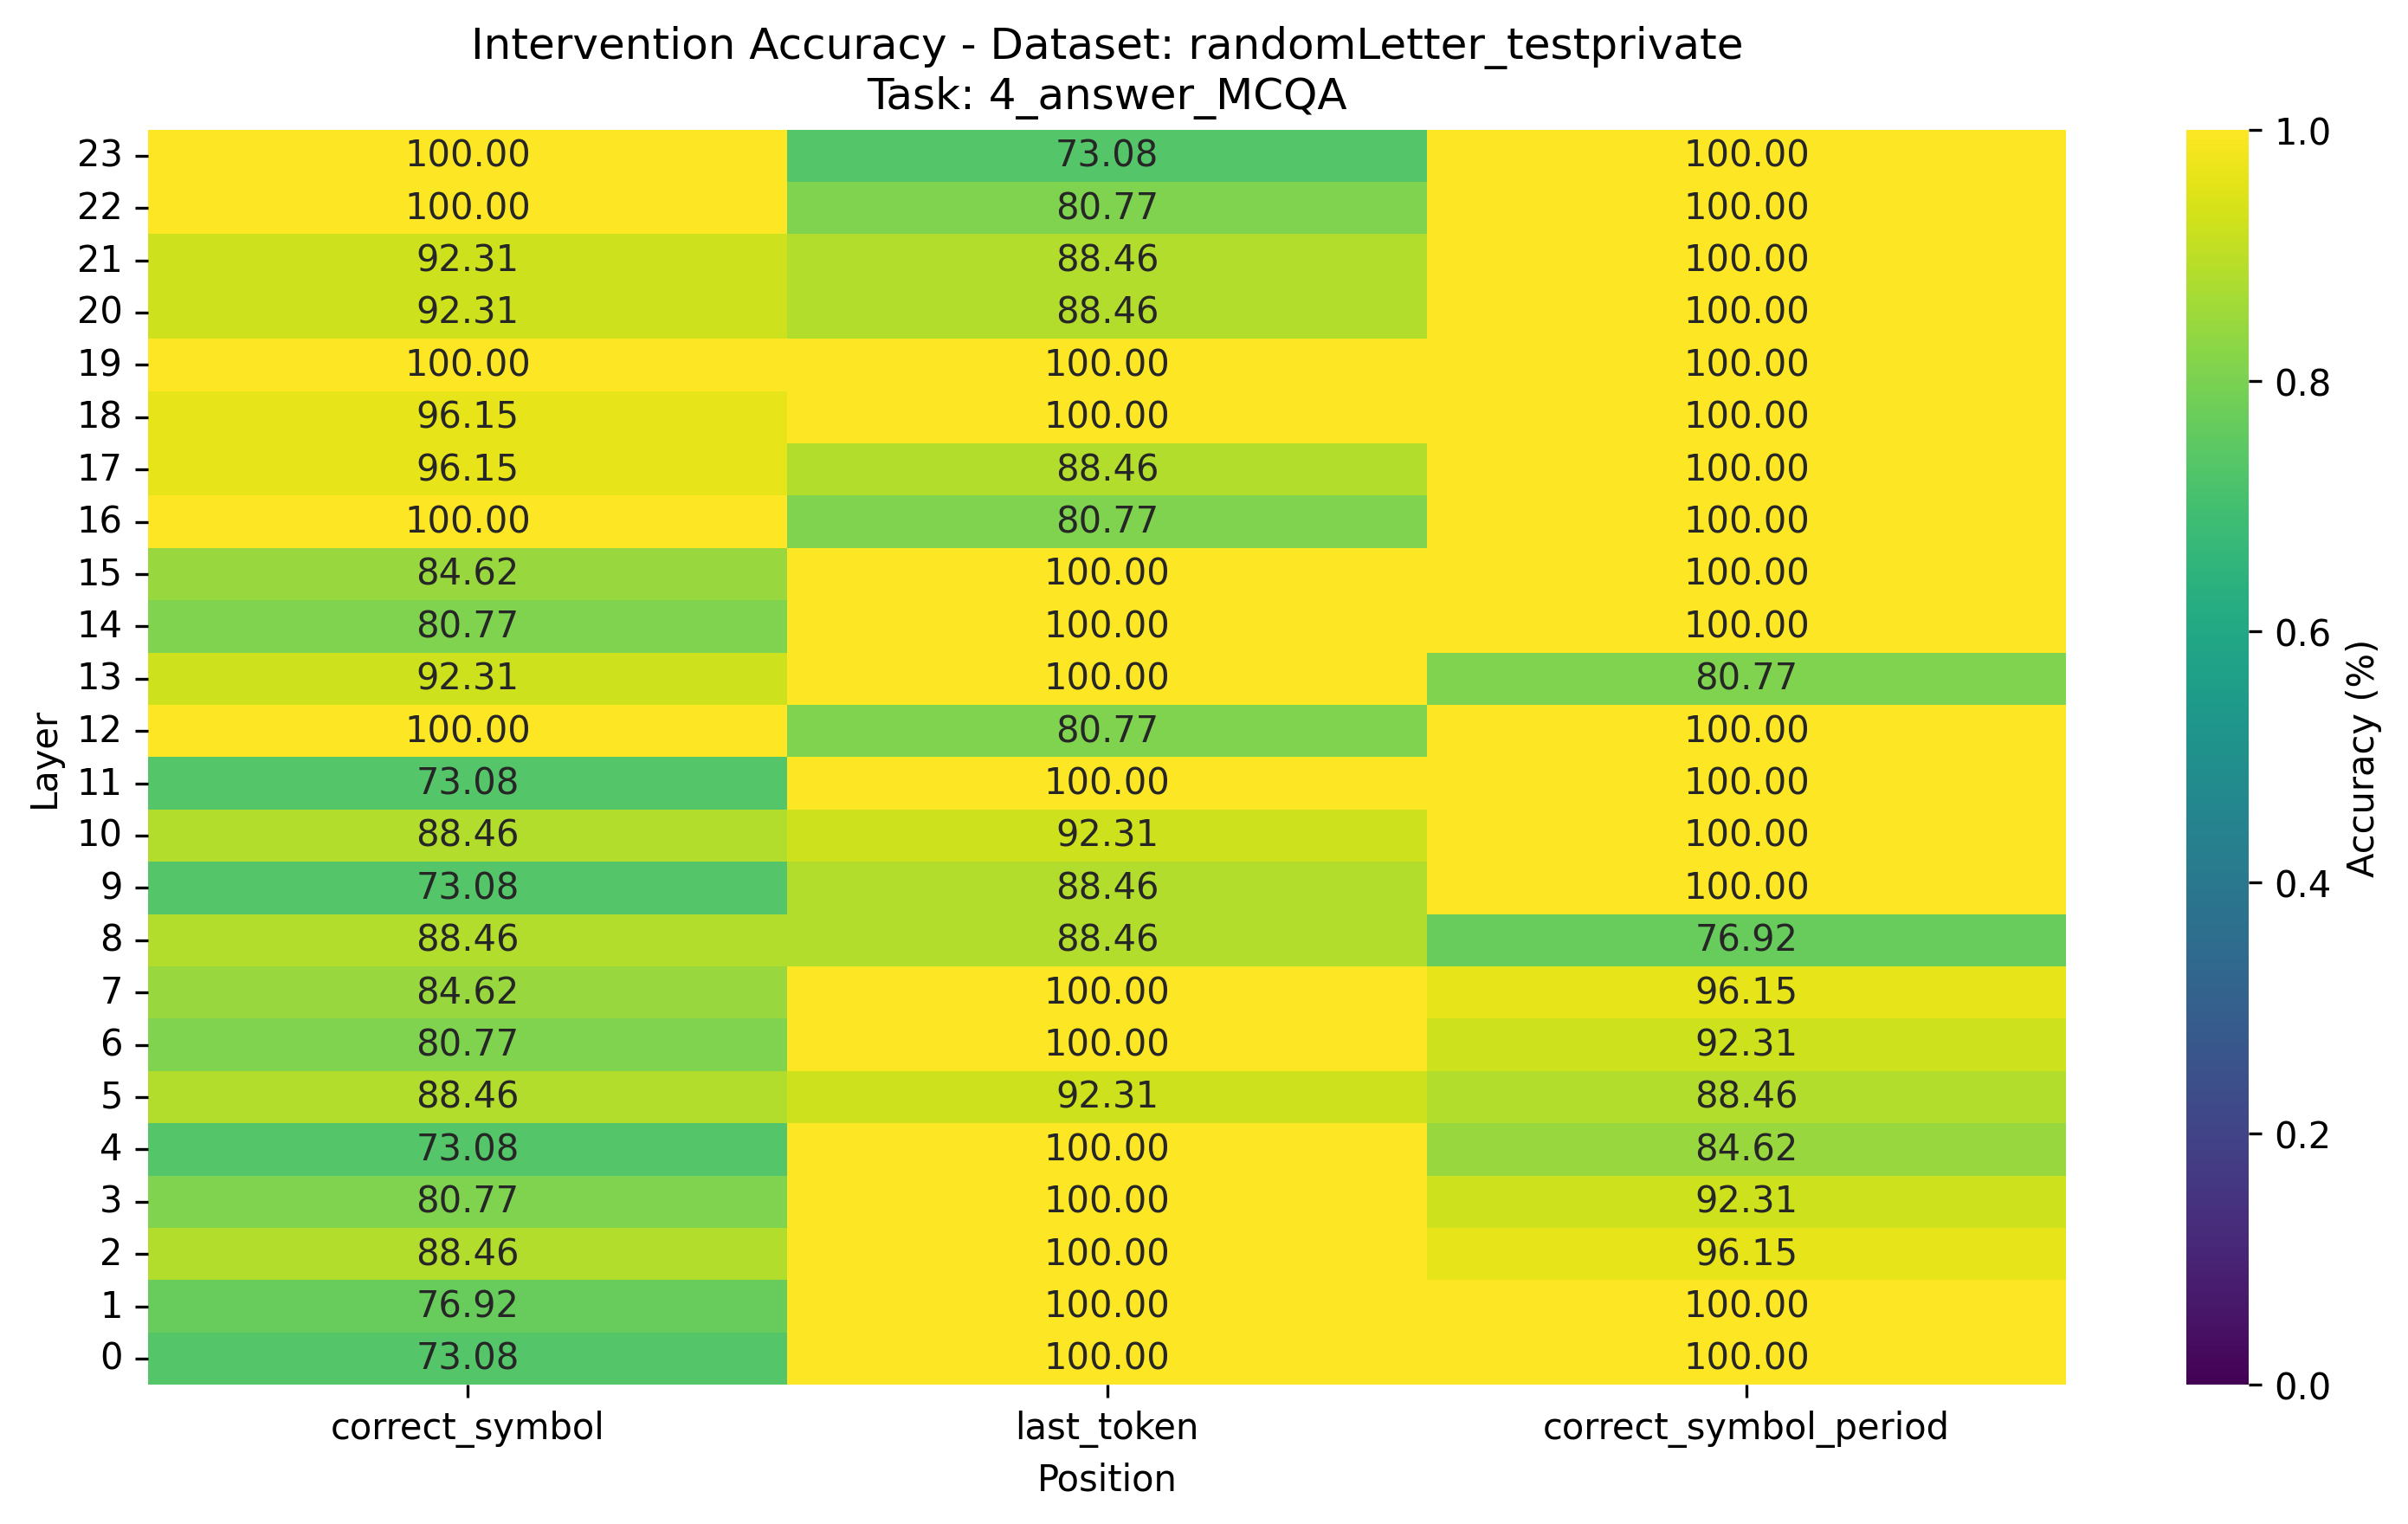 Intervention Accuracy - Dataset: randomLetter_testprivate
Task: 4_answer_MCQA
23 100.00 73.08 100.00
22 100.00 80.77 100.00
21 92.31 88.46 100.00
20 92.31 88.46 100.00
19 100.00 100.00 100.00
18 96.15 100.00 100.00
17 96.15 88.46 100.00
16 100.00 80.77 100.00
15 84.62 100.00 100.00
14 80.77 100.00 100.00
13 92.31 100.00 80.77
12 100.00 80.77 100.00
11 73.08 100.00 100.00
10 88.46 92.31 100.00
9 73.08 88.46 100.00
8 88.46 88.46 76.92
7 84.62 100.00 96.15
6 80.77 100.00 92.31
5 88.46 92.31 88.46
4 73.08 100.00 84.62
3 80.77 100.00 92.31
2 88.46 100.00 96.15
1 76.92 100.00 100.00
0 73.08 100.00 100.00
correct_symbol last_token correct_symbol_period
Position
Layer
1.0
0.8
0.6
0.4
0.2
0.0
Accuracy (%)